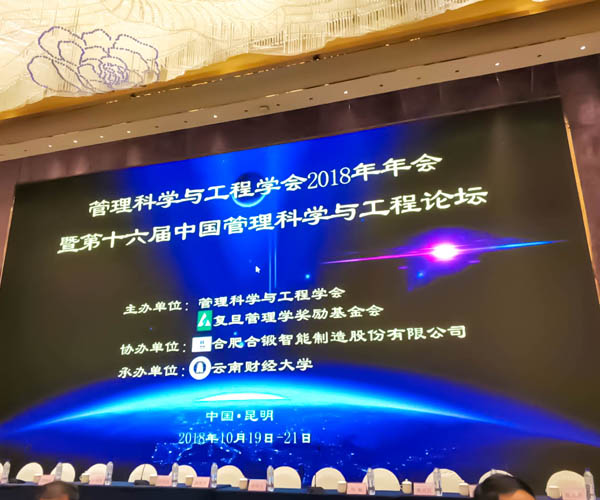 管理科学与工程学会2018年年会
暨第十六届中国管理科学与工程论坛
主办单位：管理科学与工程学会
复旦管理学奖励基金会
协办单位：合肥合锻智能制造股份有限公司
承办单位：云南财经大学
中国·昆明
2018年10月19日-21日